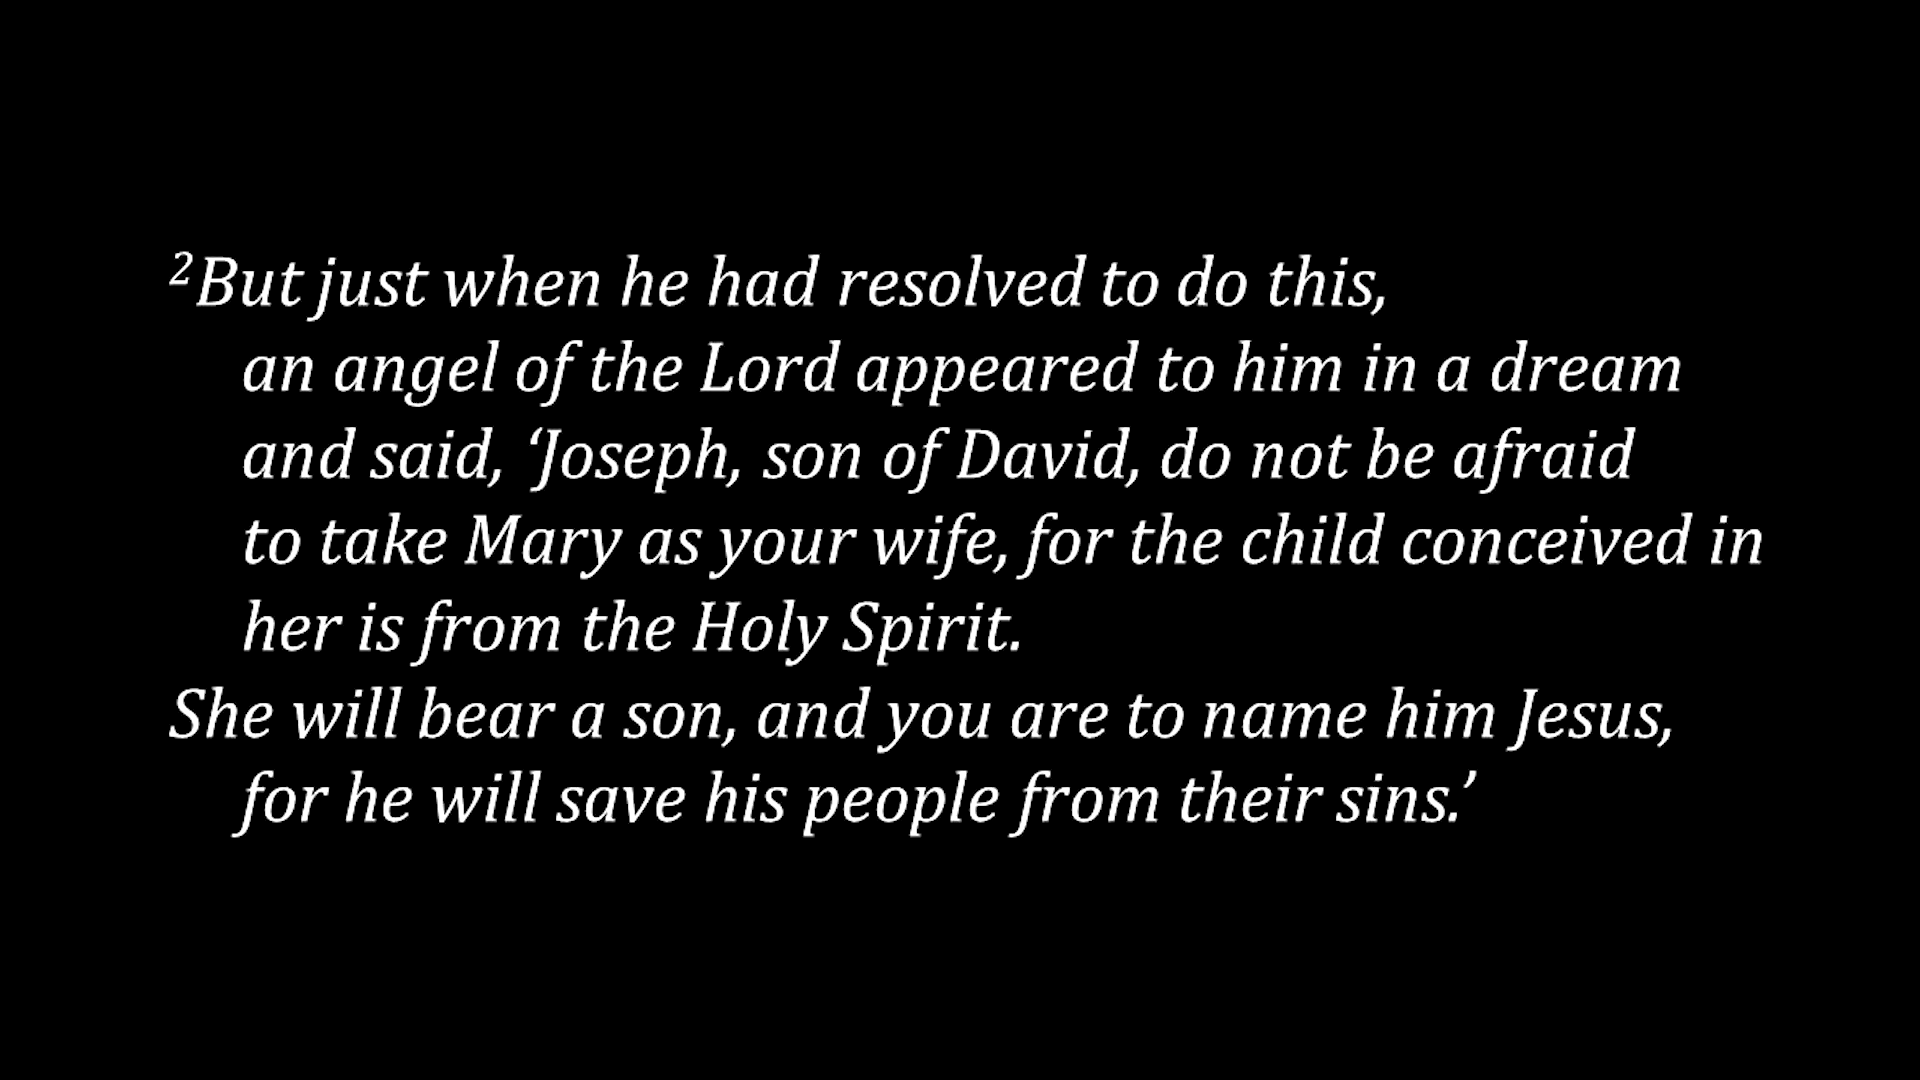 ²But just when he had resolved to do this,
an angel of the Lord appeared to him in a dream
and said, ‘Joseph, son of David, do not be afraid
to take Mary as your wife, for the child conceived in
her is from the Holy Spirit.
She will bear a son, and you are to name him Jesus,
for he will save his people from their sins.’